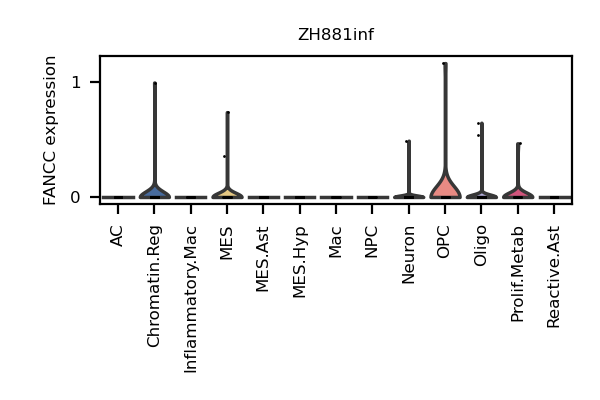 ZH881inf
FANCC expression
1
0
AC
Chromatin.Reg
Inflammatory.Mac
MES
MES.Ast
MES.Hyp
Mac
NPC
Neuron
OPC
Oligo
Prolif.Metab
Reactive.Ast